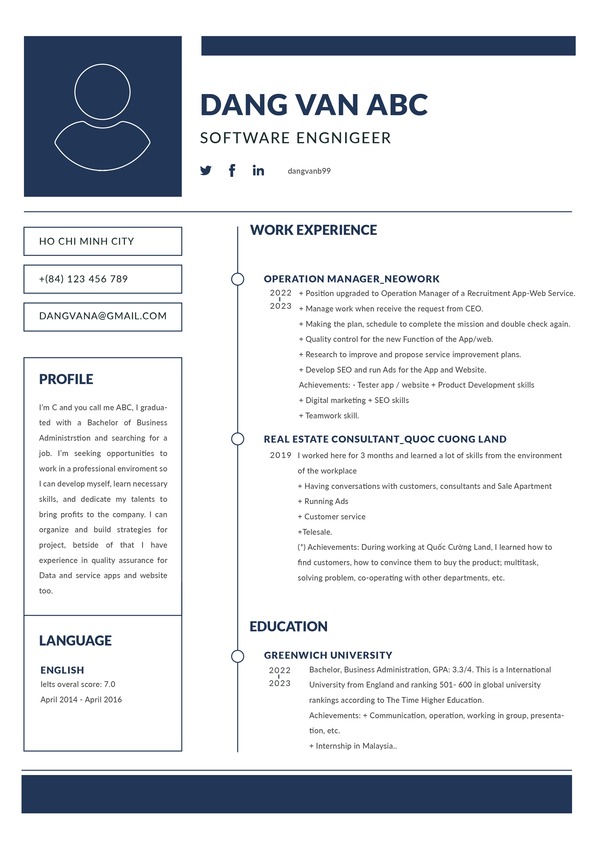 DANG VAN ABC
SOFTWARE ENGNIGEER
dangvanb99
HO CHI MINH CITY
+(84) 123 456 789
DANGVANA@GMAIL.COM
PROFILE
I'm C and you call me ABC, I gradua-
ted with a Bachelor of Business
Administrstion and searching for a
job. I'm seeking opportunities to
work in a professional enviroment so
I can develop myself, learn necessary
skills, and dedicate my talents to
bring profits to the company. I can
organize and build strategies for
project, betside of that I have
experience in quality assurance for
Data and service apps and website
too.
LANGUAGE
ENGLISH
Ielts overal score: 7.0
April 2014 - April 2016
WORK EXPERIENCE
OPERATION MANAGER_NEOWORK
2022
2023
+ Position upgraded to Operation Manager of a Recruitment App-Web Service.
+ Manage work when receive the request from CEO.
+ Making the plan, schedule to complete the mission and double check again.
+ Quality control for the new Function of the App/web.
+ Research to improve and propose service improvement plans.
+ Develop SEO and run Ads for the App and Website.
Achievements: - Tester app / website + Product Development skills
+ Digital marketing + SEO skills
+ Teamwork skill.
REAL ESTATE CONSULTANT_QUOC CUONG LAND
2019 I worked here for 3 months and learned a lot of skills from the environment
of the workplace
+ Having conversations with customers, consultants and Sale Apartment
+ Running Ads
+ Customer service
+Telesale.
(*) Achievements: During working at Quốc Cường Land, I learned how to
find customers, how to convince them to buy the product; multitask,
solving problem, co-operating with other departments, etc.
EDUCATION
GREENWICH UNIVERSITY
2022
2023
Bachelor, Business Administration, GPA: 3.3/4. This is a International
University from England and ranking 501- 600 in global university
rankings according to The Time Higher Education.
Achievements: + Communication, operation, working in group, presenta-
tion, etc.
+ Internship in Malaysia..